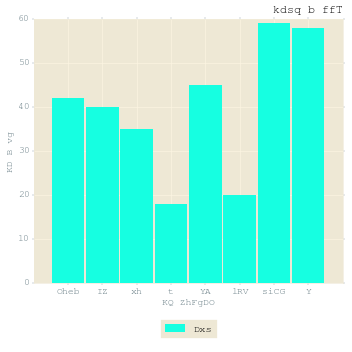 kdsq b ffT
60
50
40
30
20
10
0
KD B vg
Oheb IZ xh t YA lRV siCG Y
KQ ZhFgDO
Dxs